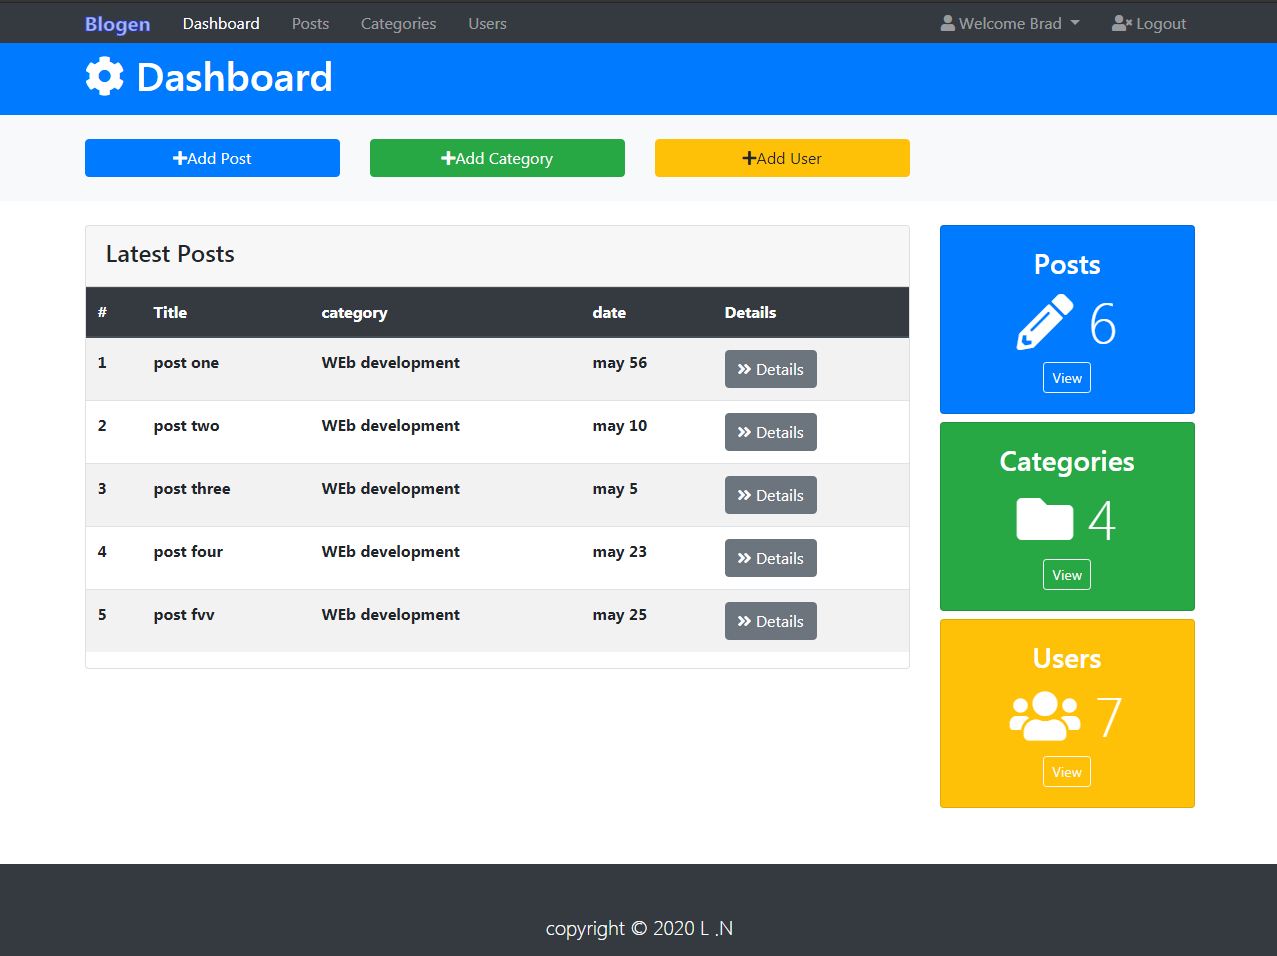 Blogen Dashboard Posts Categories Users Welcome Brad Logout
Dashboard
Add Post Add Category Add User
Latest Posts
# Title category date Details
1 post one WEb development may 56 Details
2 post two WEb development may 10 Details
3 post three WEb development may 5 Details
4 post four WEb development may 23 Details
5 post fvv WEb development may 25 Details
Posts
6
View
Categories
4
View
Users
7
View
copyright © 2020 L .N